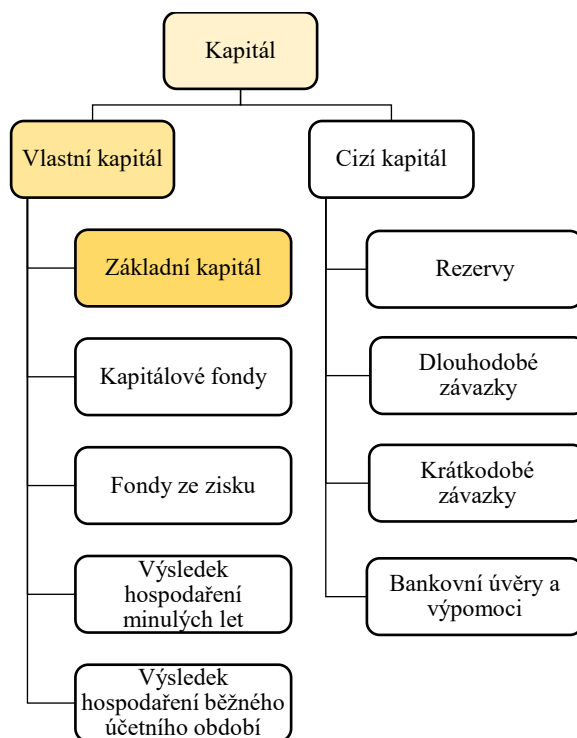 Kapitál
Vlastní kapitál
Základní kapitál
Kapitálové fondy
Fondy ze zisku
Výsledek
hospodaření
minulých let
Výsledek
hospodaření běžného
účetního období
Cizí kapitál
Rezervy
Dlouhodobé
závazky
Krátkodobé
závazky
Bankovní úvěry a
výpomoci